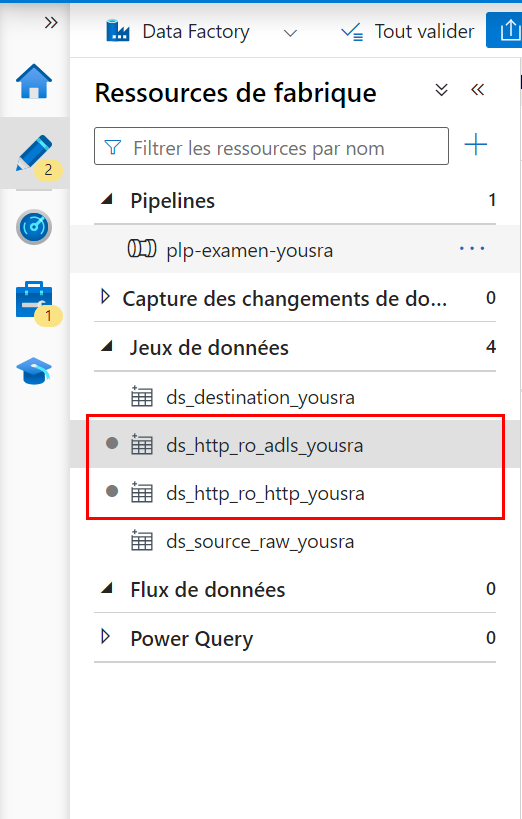 Data Factory
Tout valider
Ressources de fabrique
Filtrer les ressources par nom
2
Pipelines 1
plp-examen-yousra
1
Capture des changements de do... 0
Jeux de données 4
ds_destination_yousra
ds_http_ro_adls_yousra
ds_http_ro_http_yousra
ds_source_raw_yousra
Flux de données 0
Power Query 0